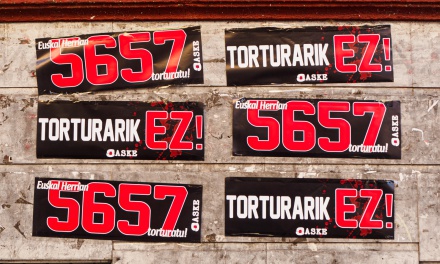 Euskal Herrian
5657
torturatu!
ASKE
TORTURARIK EZ!
ASKE
TORTURARIK EZ!
ASKE
Euskal Herrian
5657
torturatu!
ASKE
Euskal Herrian
5657
torturatu!
ASKE
TORTURARIK EZ!
ASKE